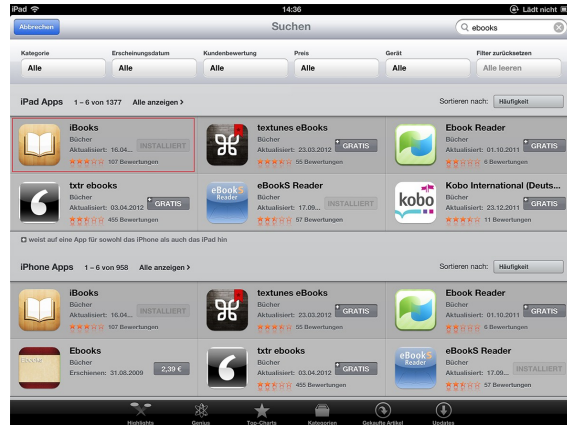 iPad 14:36 Lädt nicht
Abbrechen Suchen ebooks
Kategorie Erscheinungsdatum Kundenbewertung Preis Gerät Filter zurücksetzen
Alle Alle Alle Alle Alle Alle leeren
iPad Apps 1 – 6 von 1377 Alle anzeigen > Sortieren nach: Häufigkeit
iBooks textunes eBooks Ebook Reader
Bücher Bücher Bücher
Aktualisiert: 16.04... INSTALLIERT Aktualisiert: 23.03.2012 + GRATIS Aktualisiert: 01.10.2011 + GRATIS
107 Bewertungen 55 Bewertungen 6 Bewertungen
txtr ebooks eBookS Reader Kobo International (Deuts...
Bücher Bücher Bücher
Aktualisiert: 03.04.2012 + GRATIS eBookS Reader Aktualisiert: 17.09... INSTALLIERT kobo Aktualisiert: 23.12.2011 + GRATIS
455 Bewertungen 57 Bewertungen 11 Bewertungen
+ weist auf eine App für sowohl das iPhone als auch das iPad hin
iPhone Apps 1 – 6 von 958 Alle anzeigen > Sortieren nach: Häufigkeit
iBooks textunes eBooks Ebook Reader
Bücher Bücher Bücher
Aktualisiert: 16.04... INSTALLIERT Aktualisiert: 23.03.2012 + GRATIS Aktualisiert: 01.10.2011 + GRATIS
107 Bewertungen 55 Bewertungen 6 Bewertungen
Ebooks txtr ebooks eBookS Reader
Bücher Bücher Bücher
Erschienen: 31.08.2009 2,39 € Aktualisiert: 03.04.2012 + GRATIS eBookS Reader Aktualisiert: 17.09... INSTALLIERT
455 Bewertungen 57 Bewertungen
Highlights Genius Top-Charts Kategorien Gekaufte Artikel Updates